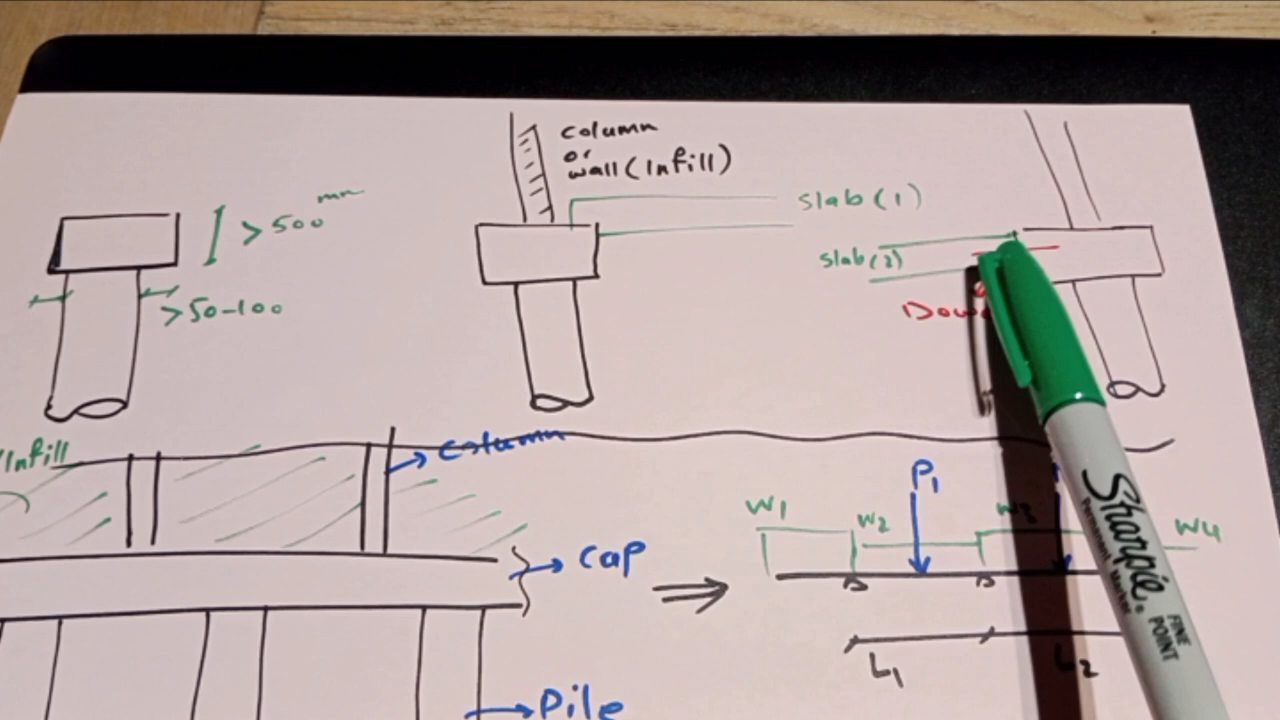 column
or
wall (Infill)
> 500 mm
> 50-100
slab (1)
slab (2)
Infill
column
cap
Pile
P1
W1
W2
W3
W4
L1
L2
Sharpie.
Permanent Marker
FINE
POINT